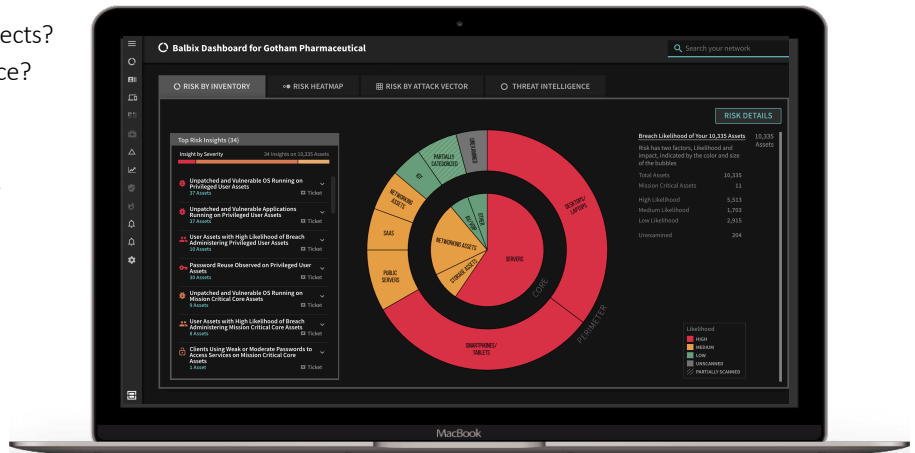 ects?
ce?
Balbix Dashboard for Gotham Pharmaceutical
Search your network
RISK BY INVENTORY
RISK HEATMAP
RISK BY ATTACK VECTOR
THREAT INTELLIGENCE
RISK DETAILS
Top Risk Insights (34)
Insight by Severity
34 Insights on 10,335 Assets
Unpatched and Vulnerable OS Running on
Privileged User Assets
37 Assets
Ticket
Unpatched and Vulnerable Applications
Running on Privileged User Assets
37 Assets
Ticket
User Assets with High Likelihood of Breach
Administering Privileged User Assets
10 Assets
Ticket
Password Reuse Observed on Privileged User
Assets
30 Assets
Ticket
Unpatched and Vulnerable OS Running on
Mission Critical Core Assets
9 Assets
Ticket
User Assets with High Likelihood of Breach
Administering Mission Critical Core Assets
8 Assets
Ticket
Clients Using Weak or Moderate Passwords to
Access Services on Mission Critical Core
Assets
1 Asset
Ticket
UNSCANNED
PARTIALLY
CATEGORIZED
IOT
NETWORKING
ASSETS
SAAS
PUBLIC
SERVERS
SMARTPHONES/
TABLETS
DESKTOPS/
LAPTOPS
OTHER
NETWORKING ASSETS
STORAGE ASSETS
SERVERS
CORE
PERIMETER
Breach Likelihood of Your 10,335 Assets
10,335
Assets
Risk has two factors, Likelihood and
impact, indicated by the color and size
of the bubbles
Total Assets 10,335
Mission Critical Assets 11
High Likelihood 5,513
Medium Likelihood 1,703
Low Likelihood 2,915
Unexamined 204
Likelihood
HIGH
MEDIUM
LOW
UNSCANNED
PARTIALLY SCANNED
MacBook